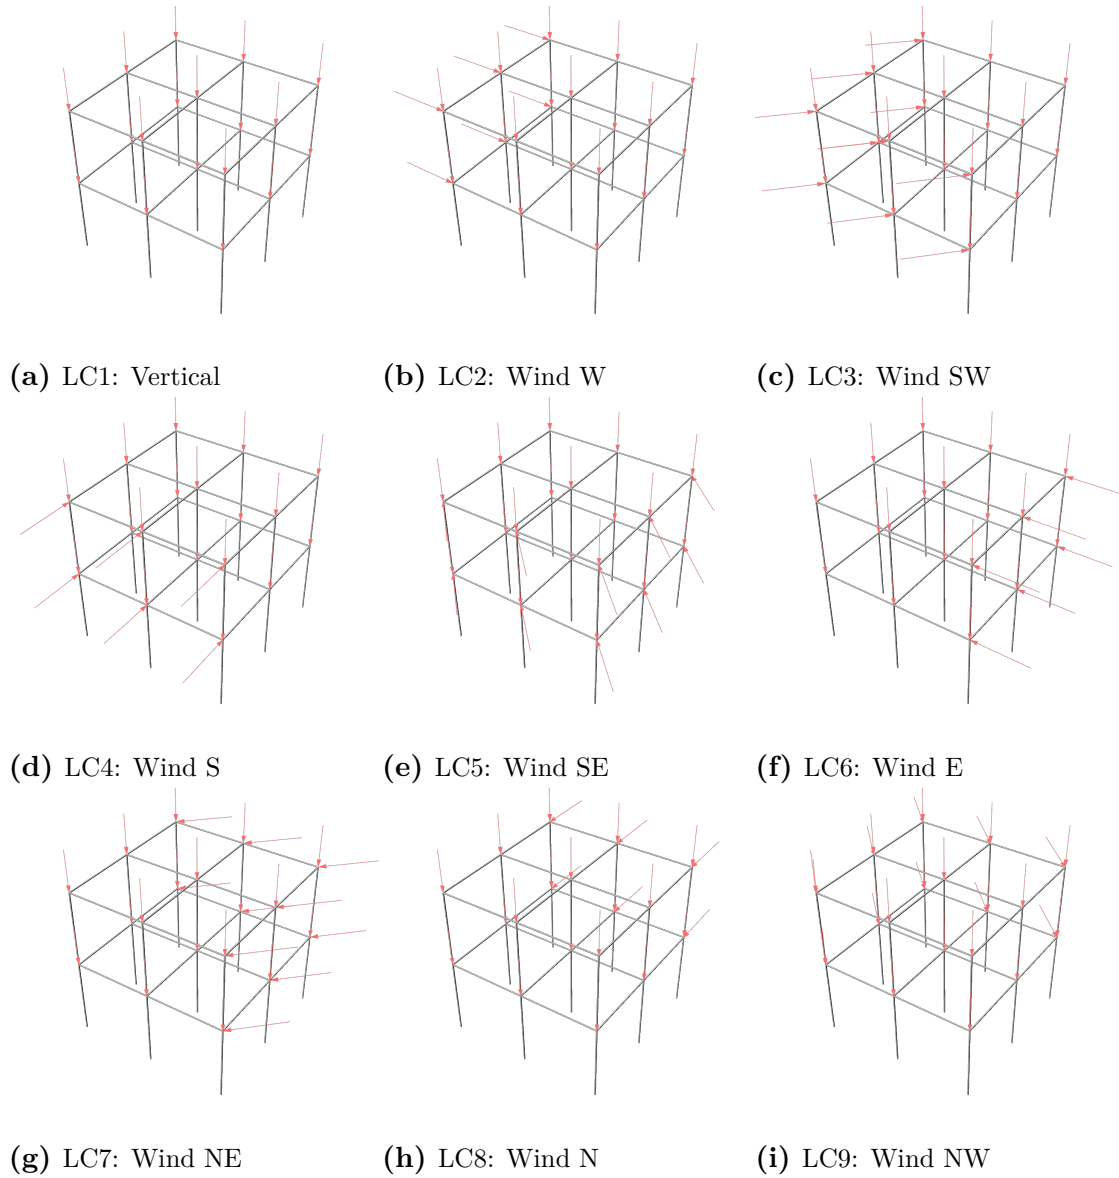 (a) LC1: Vertical
(b) LC2: Wind W
(c) LC3: Wind SW
(d) LC4: Wind S
(e) LC5: Wind SE
(f) LC6: Wind E
(g) LC7: Wind NE
(h) LC8: Wind N
(i) LC9: Wind NW